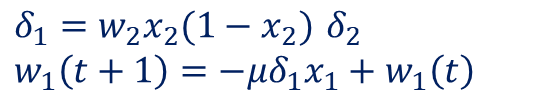 δ₁ = w₂x₂(1 − x₂) δ₂
w₁(t + 1) = −μδ₁x₁ + w₁(t)